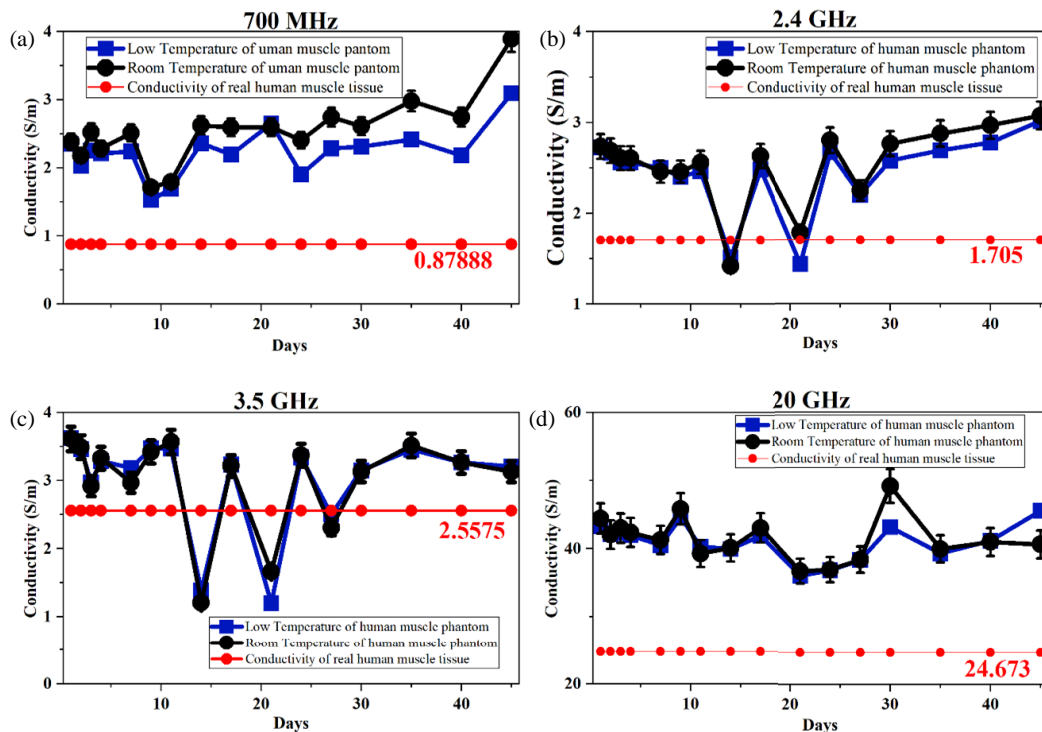 (a)
700 MHz
4
3
2
1
0
Conductivity (S/m)
Low Temperature of uman muscle pantom
Room Temperature of uman muscle pantom
Conductivity of real human muscle tissue
0.87888
10
20
30
40
Days
(b)
2.4 GHz
4
3
2
1
Conductivity (S/m)
Low Temperature of human muscle phantom
Room Temperature of human muscle phantom
Conductivity of real human muscle tissue
1.705
10
20
30
40
Days
(c)
3.5 GHz
4
3
2
1
0
Conductivity (S/m)
2.5575
Low Temperature of human muscle phantom
Room Temperature of human muscle phantom
Conductivity of real human muscle tissue
10
20
30
40
Days
(d)
20 GHz
60
40
20
Conductivity (S/m)
Low Temperature of human muscle phantom
Room Temperature of human muscle phantom
Conductivity of real human muscle tissue
24.673
10
20
30
40
Days